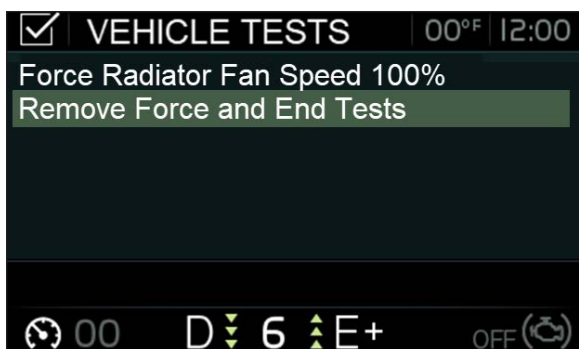 VEHICLE TESTS 00°F 12:00
Force Radiator Fan Speed 100%
Remove Force and End Tests
00 D 6 E+ OFF